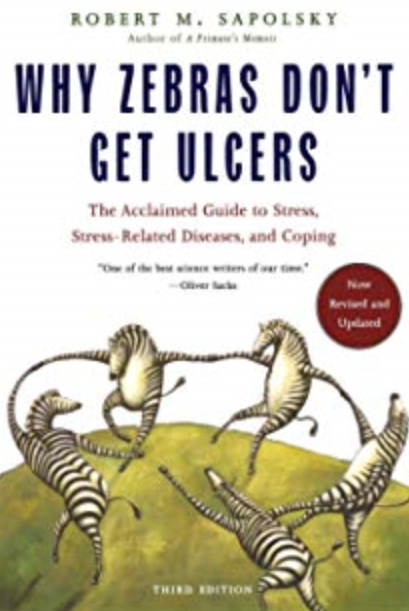 ROBERT M. SAPOLSKY
Author of A Primate's Memoir
WHY ZEBRAS DON'T
GET ULCERS
The Acclaimed Guide to Stress,
Stress-Related Diseases, and Coping
"One of the best science writers of our time."
—Oliver Sacks
Now
Revised and
Updated
THIRD EDITION